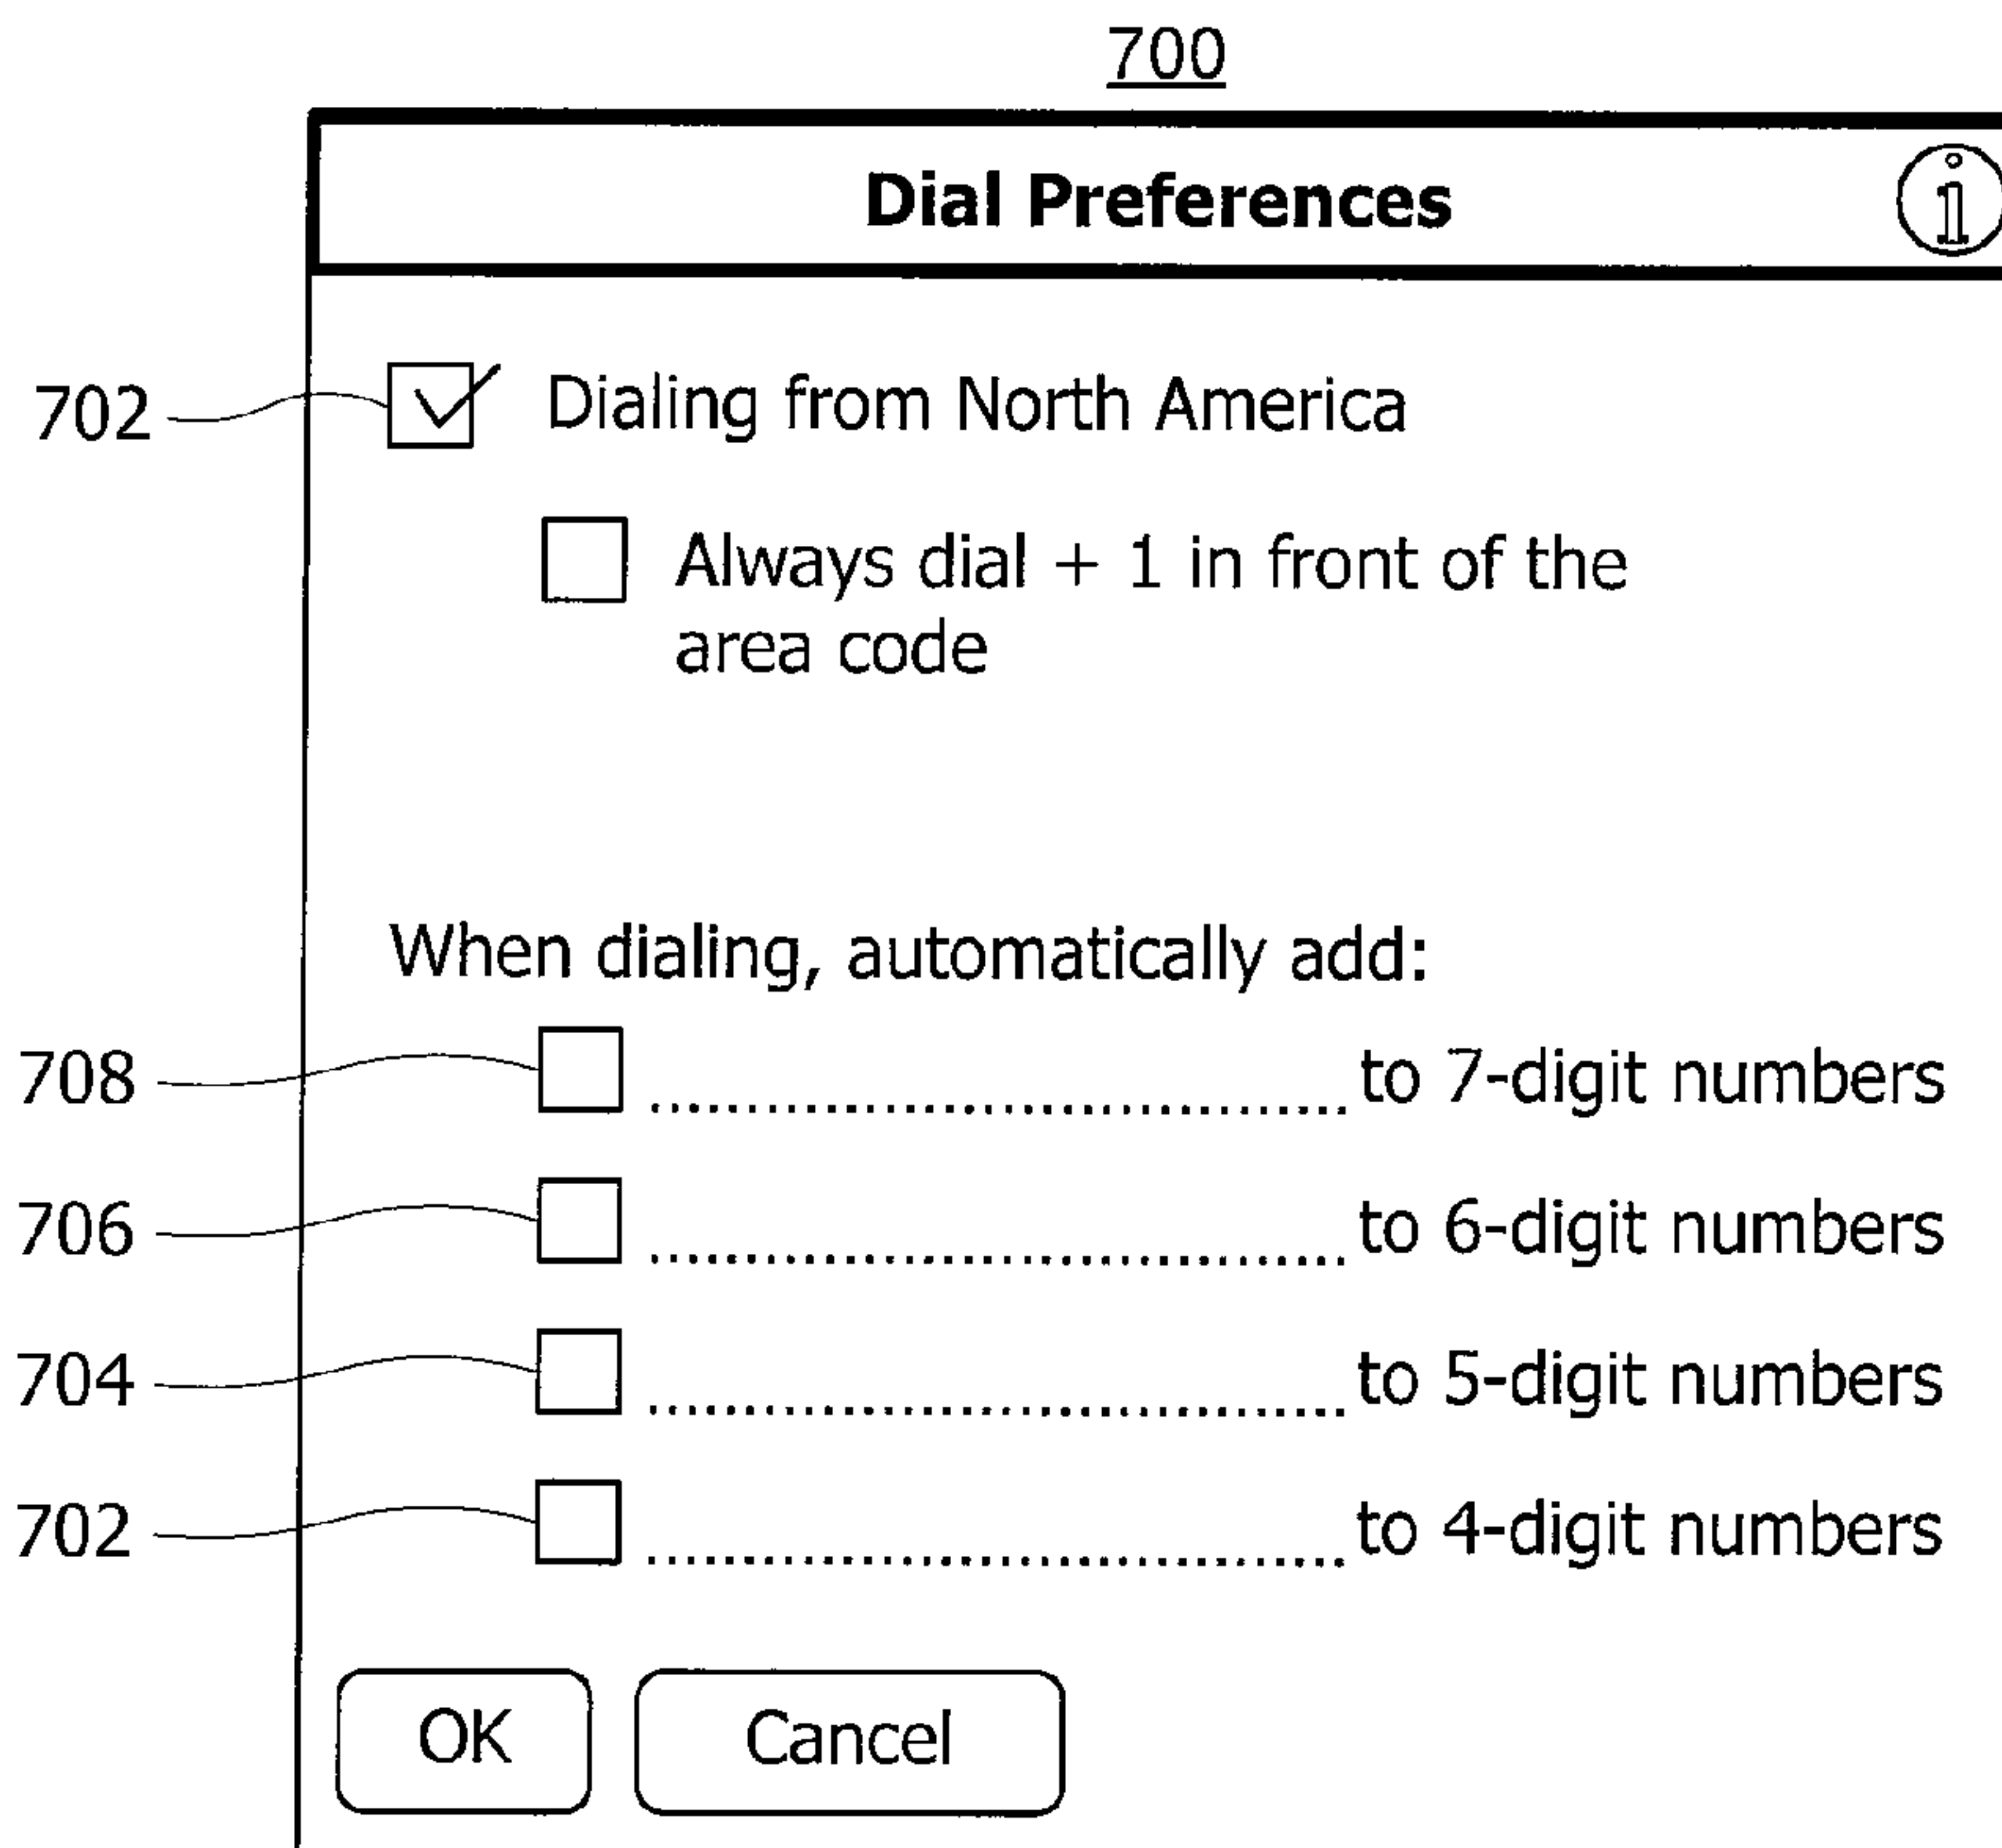 700
Dial Preferences i
702 Dialing from North America
Always dial + 1 in front of the
area code
When dialing, automatically add:
708 to 7-digit numbers
706 to 6-digit numbers
704 to 5-digit numbers
702 to 4-digit numbers
OK Cancel